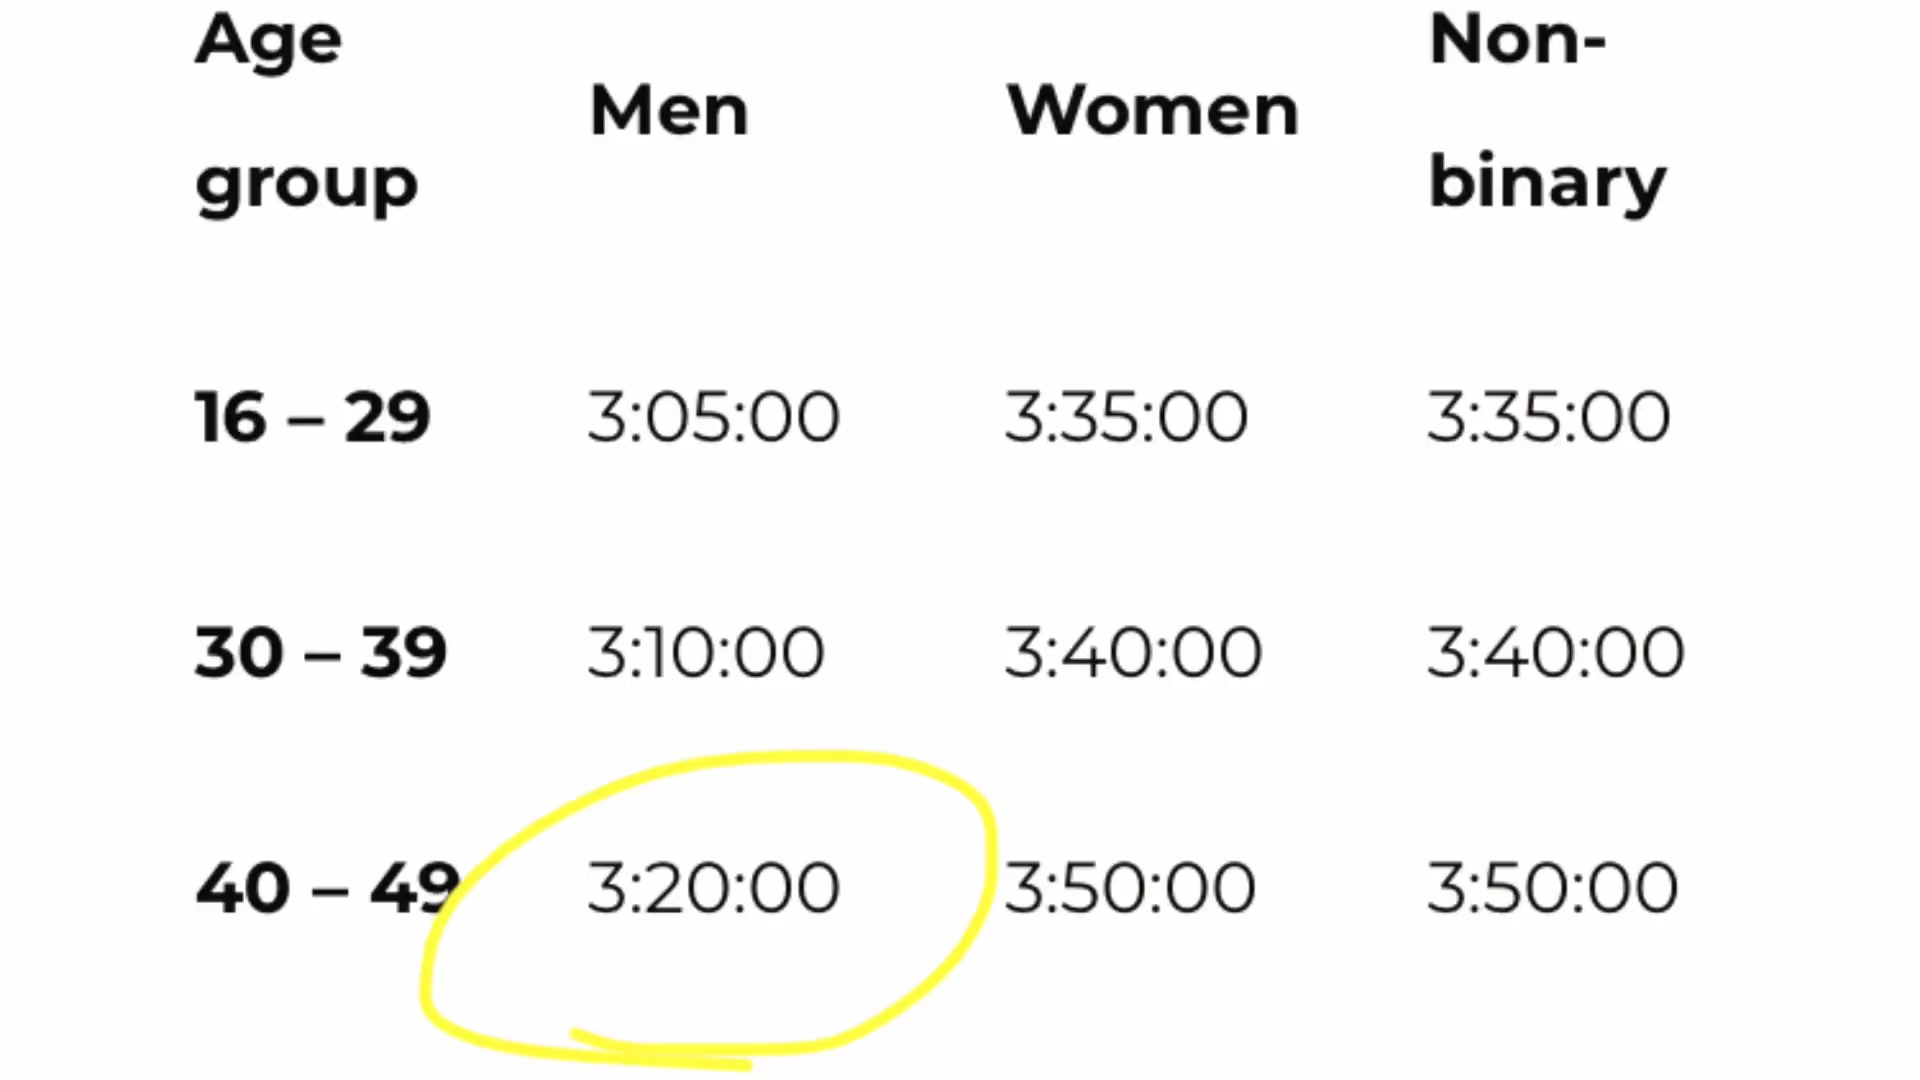 Age group Men Women Non-binary
16 – 29 3:05:00 3:35:00 3:35:00
30 – 39 3:10:00 3:40:00 3:40:00
40 – 49 3:20:00 3:50:00 3:50:00